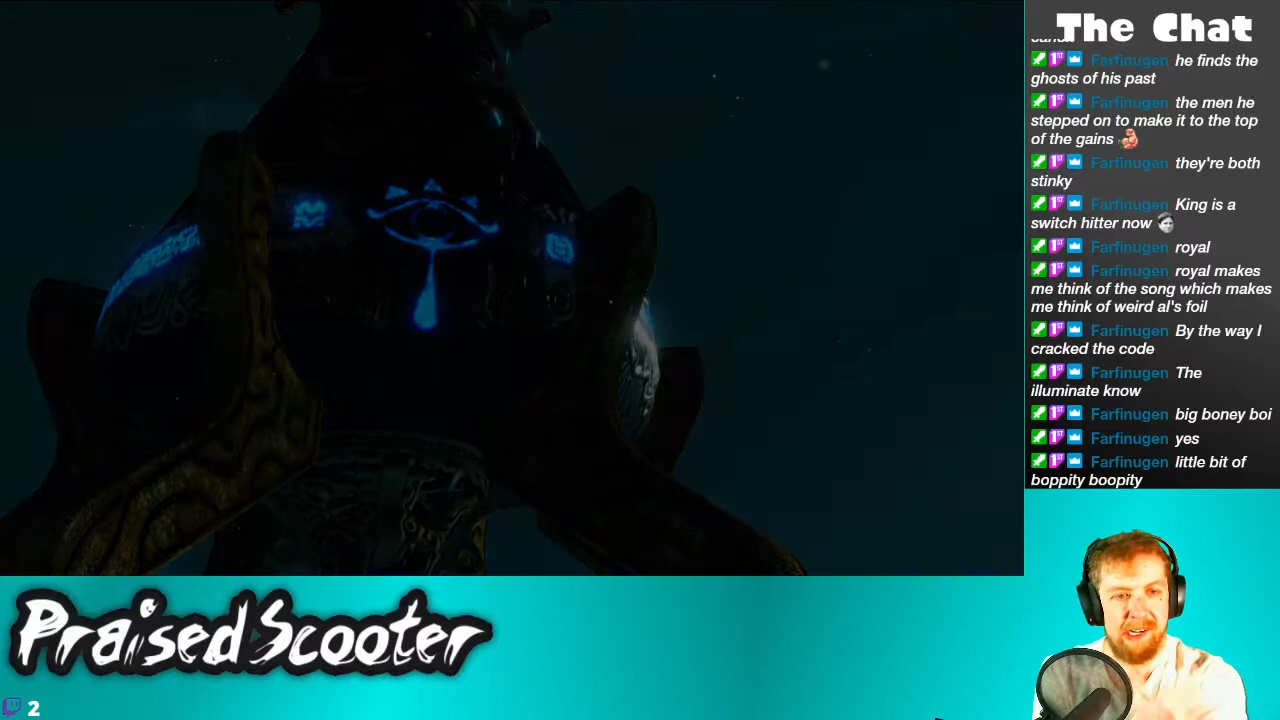 The Chat
Farfinugen he finds the
ghosts of his past
Farfinugen the men he
stepped on to make it to the top
of the gains
Farfinugen they're both
stinky
Farfinugen King is a
switch hitter now
Farfinugen royal
Farfinugen royal makes
me think of the song which makes
me think of weird al's foil
Farfinugen By the way I
cracked the code
Farfinugen The
illuminate know
Farfinugen big boney boi
Farfinugen yes
Farfinugen little bit of
boppity boopity
PraisedScooter
2